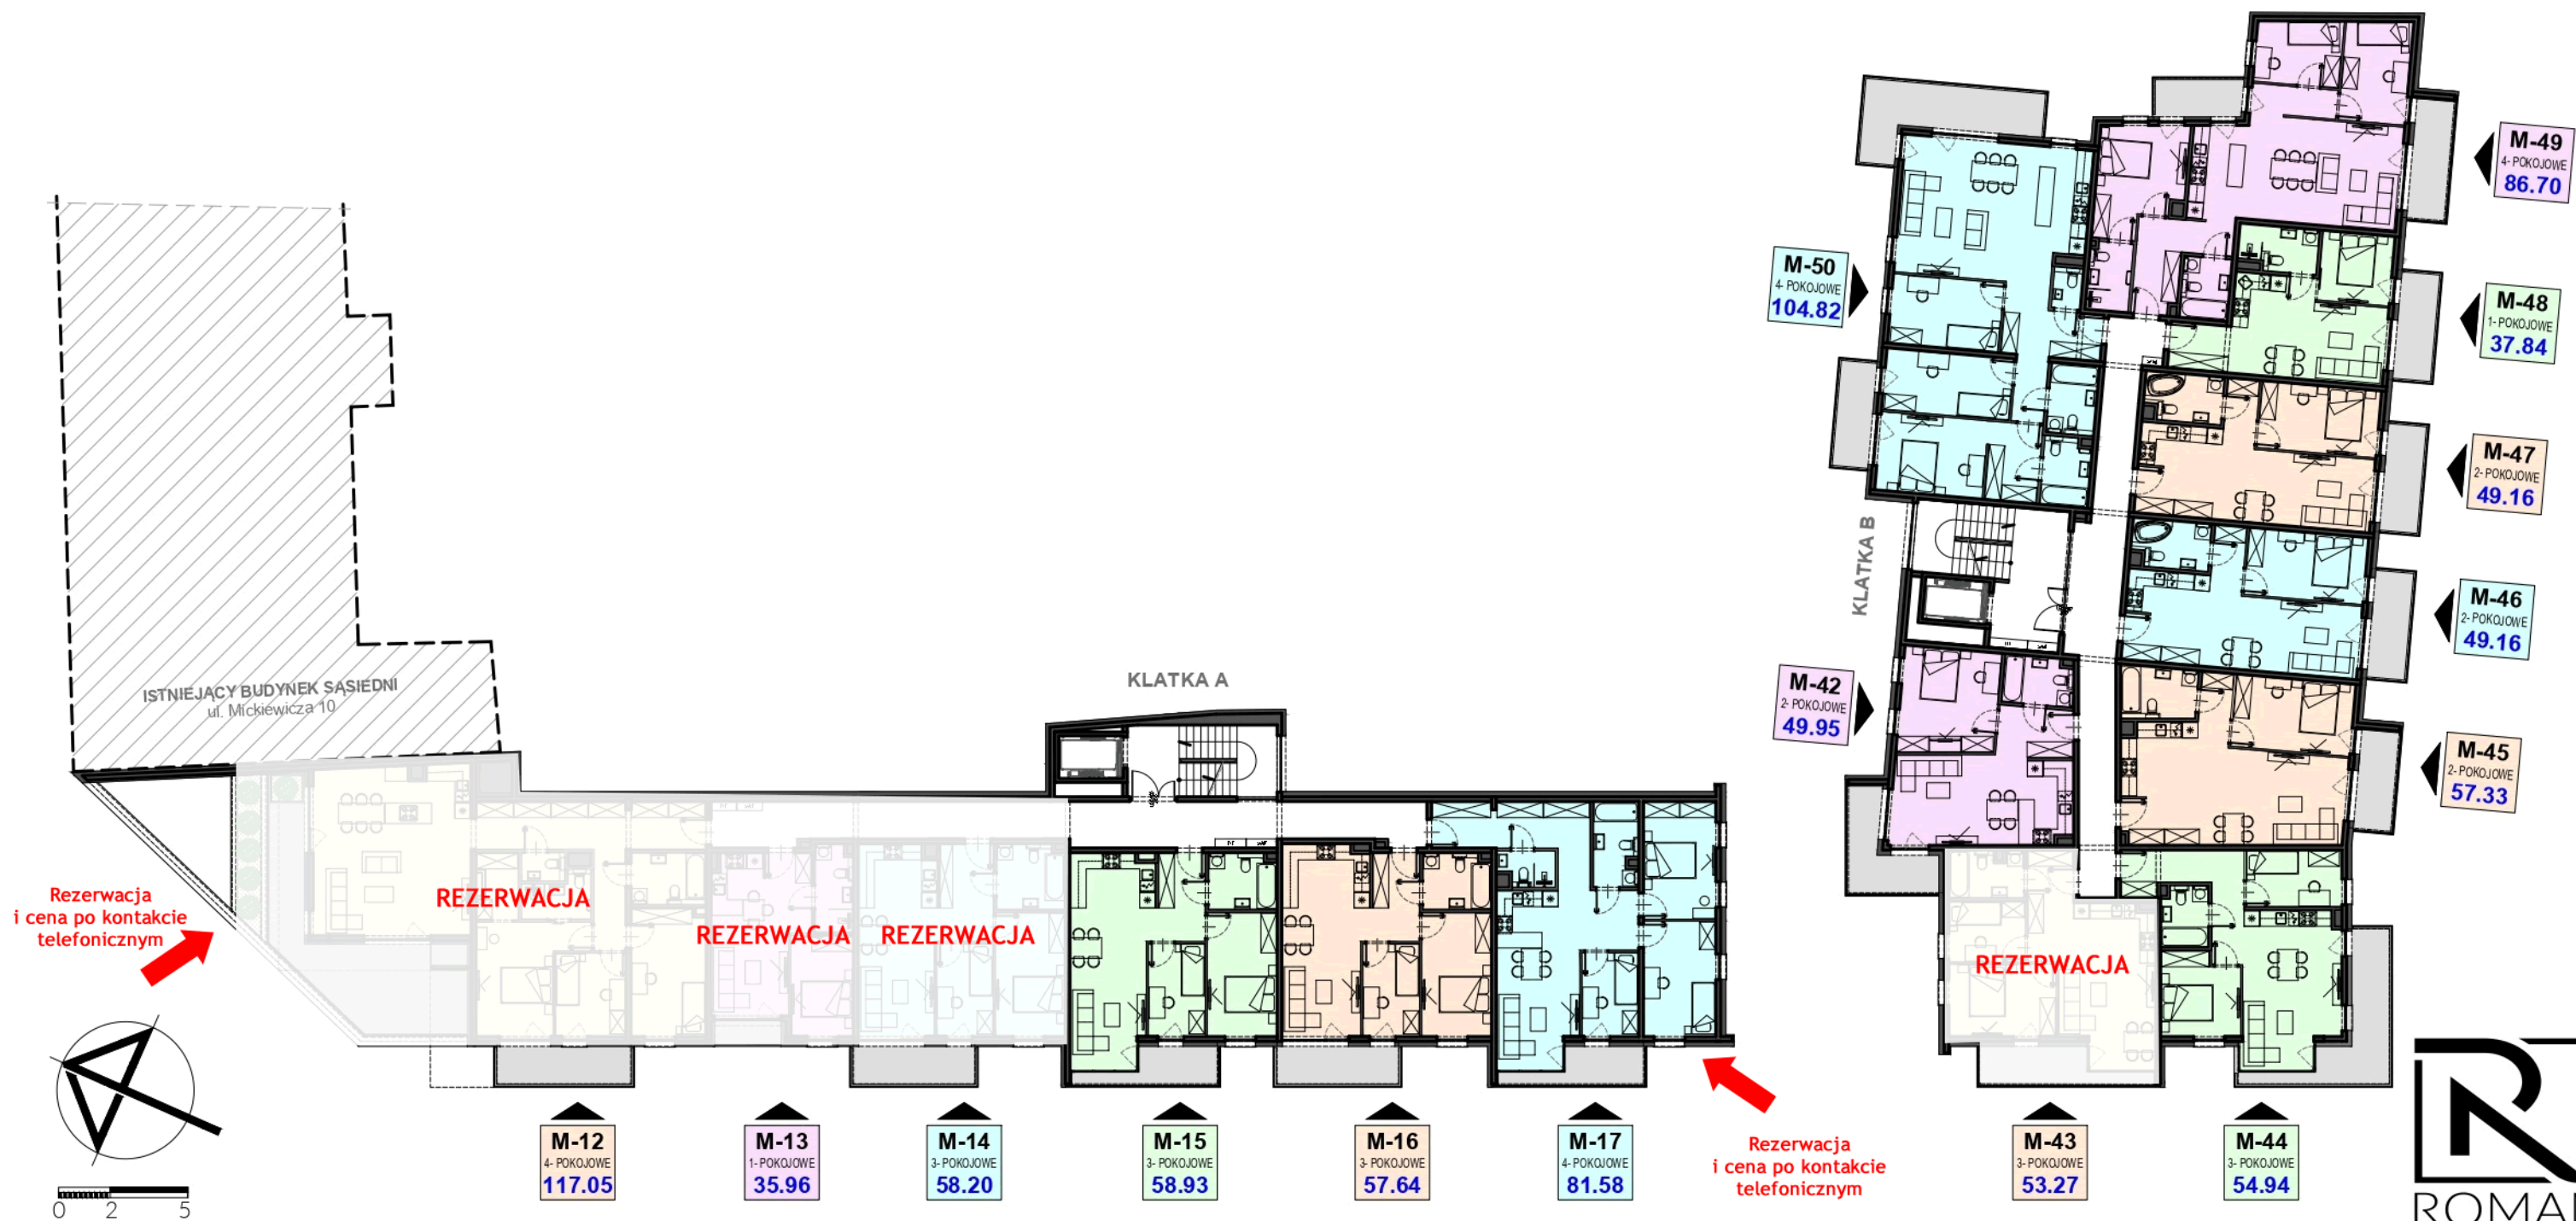 M-49
4- POKOJOWE
86.70
M-50
4- POKOJOWE
104.82
M-48
1- POKOJOWE
37.84
M-47
2- POKOJOWE
49.16
KLATKA B
M-46
2- POKOJOWE
49.16
M-42
2- POKOJOWE
49.95
M-45
2- POKOJOWE
57.33
ISTNIEJĄCY BUDYNEK SĄSIEDNI
ul. Mickiewicza 10
KLATKA A
Rezerwacja
i cena po kontakcie
telefonicznym
REZERWACJA
REZERWACJA
REZERWACJA
REZERWACJA
M-12
4- POKOJOWE
117.05
M-13
1- POKOJOWE
35.96
M-14
3- POKOJOWE
58.20
M-15
3- POKOJOWE
58.93
M-16
3- POKOJOWE
57.64
M-17
4- POKOJOWE
81.58
Rezerwacja
i cena po kontakcie
telefonicznym
M-43
3- POKOJOWE
53.27
M-44
3- POKOJOWE
54.94
0 2 5